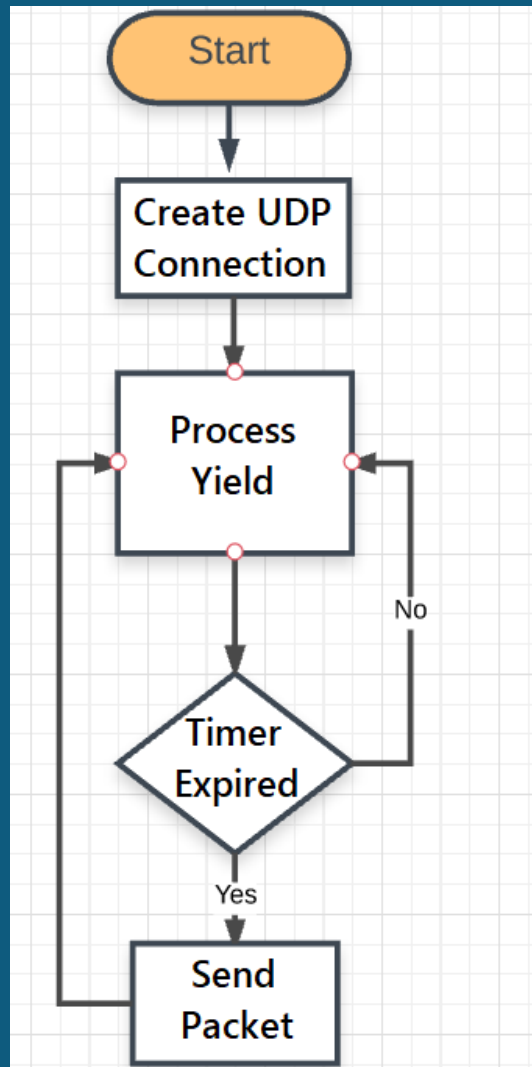 Start
Create UDP
Connection
Process
Yield
No
Timer
Expired
Yes
Send
Packet